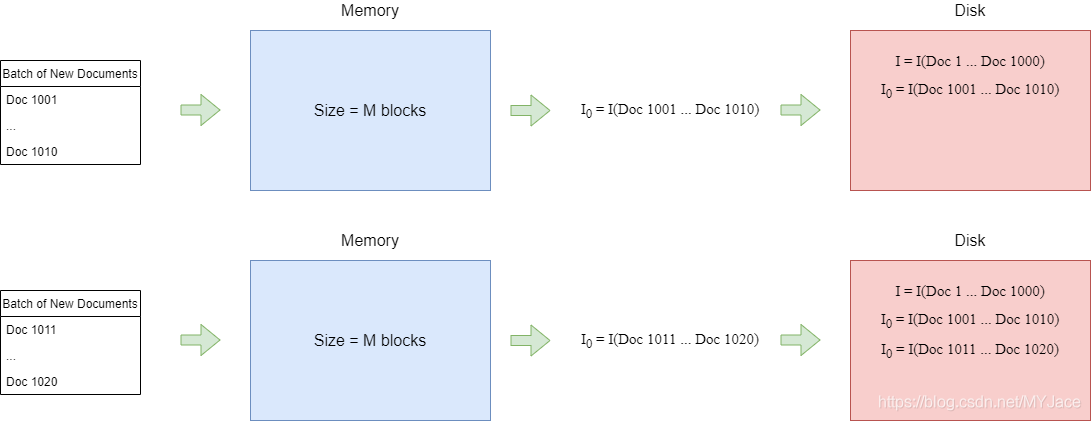 Memory
Disk
Batch of New Documents
Doc 1001
...
Doc 1010
Size = M blocks
I0 = I(Doc 1001 ... Doc 1010)
I = I(Doc 1 ... Doc 1000)
I0 = I(Doc 1001 ... Doc 1010)
Memory
Disk
Batch of New Documents
Doc 1011
...
Doc 1020
Size = M blocks
I0 = I(Doc 1011 ... Doc 1020)
I = I(Doc 1 ... Doc 1000)
I0 = I(Doc 1001 ... Doc 1010)
I0 = I(Doc 1011 ... Doc 1020)
https://blog.csdn.net/MYJace